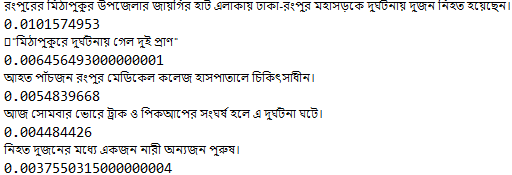 রংপুরের মিঠাপুকুর উপজেলার জায়গির হাট এলাকায় ঢাকা-রংপুর মহাসড়কে দুর্ঘটনায় দুজন নিহত হয়েছেন।
0.0101574953
"মিঠাপুকুরে দুর্ঘটনায় গেল দুই প্রাণ"
0.006456493000000001
আহত পাঁচজন রংপুর মেডিকেল কলেজ হাসপাতালে চিকিৎসাধীন।
0.0054839668
আজ সোমবার ভোরে ট্রাক ও পিকআপের সংঘর্ষ হলে এ দুর্ঘটনা ঘটে।
0.004484426
নিহত দুজনের মধ্যে একজন নারী অন্যজন পুরুষ।
0.0037550315000000004